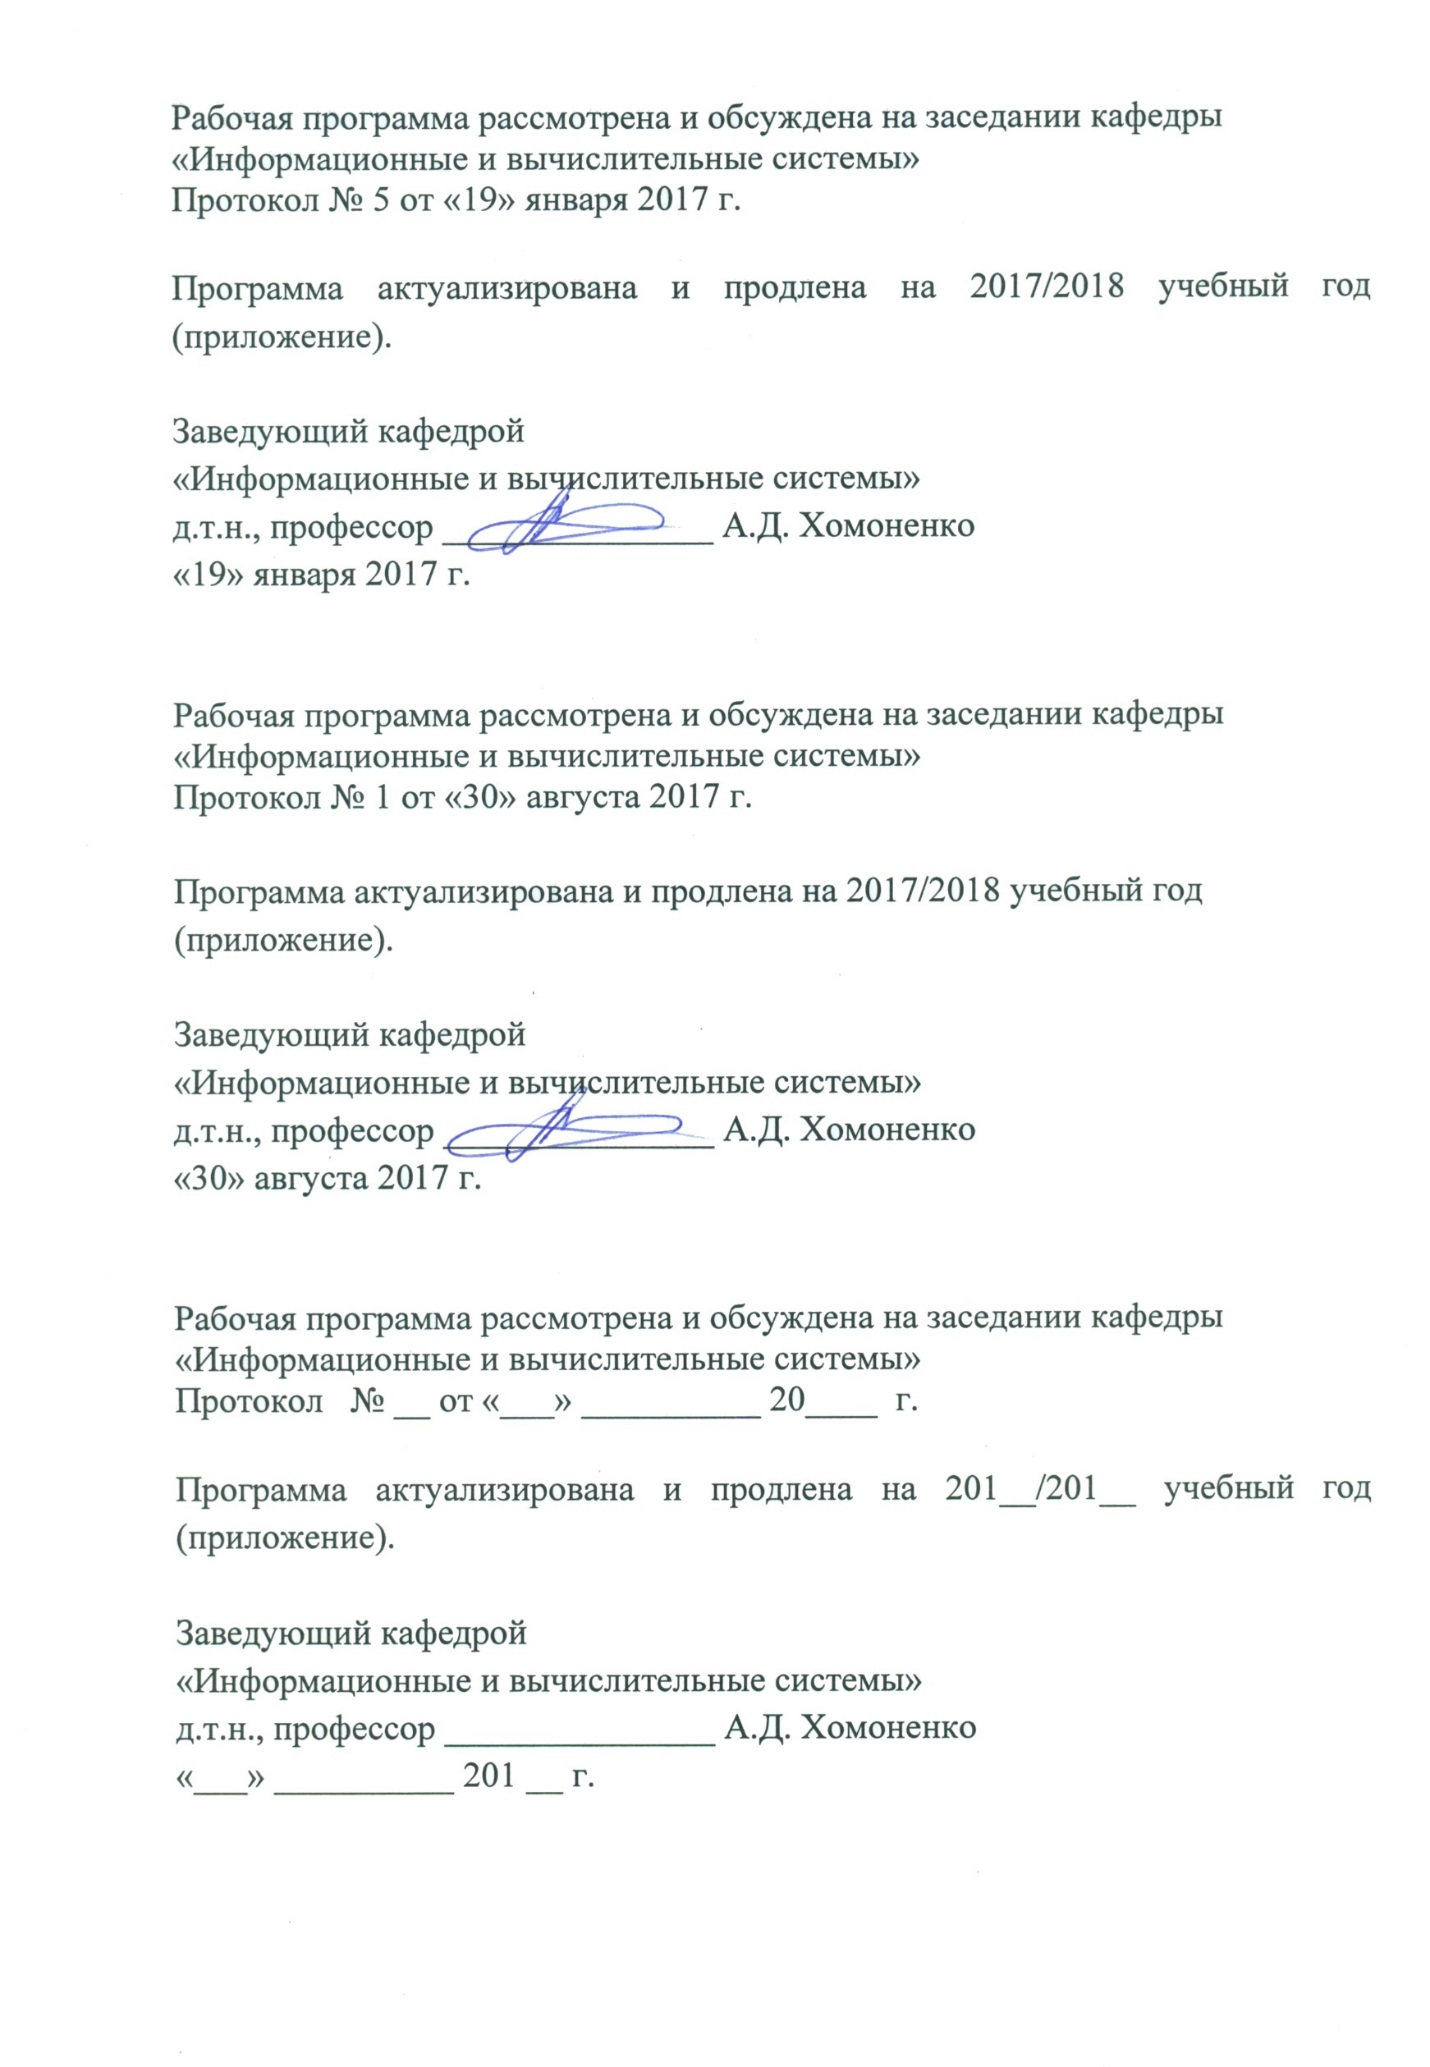 Рабочая программа рассмотрена и обсуждена на заседании кафедры
«Информационные и вычислительные системы»
Протокол № 5 от «19» января 2017 г.
Программа актуализирована и продлена на 2017/2018 учебный год
(приложение).
Заведующий кафедрой
«Информационные и вычислительные системы»
д.т.н., профессор _______________ А.Д. Хомоненко
«19» января 2017 г.
Рабочая программа рассмотрена и обсуждена на заседании кафедры
«Информационные и вычислительные системы»
Протокол № 1 от «30» августа 2017 г.
Программа актуализирована и продлена на 2017/2018 учебный год
(приложение).
Заведующий кафедрой
«Информационные и вычислительные системы»
д.т.н., профессор _______________ А.Д. Хомоненко
«30» августа 2017 г.
Рабочая программа рассмотрена и обсуждена на заседании кафедры
«Информационные и вычислительные системы»
Протокол № __ от «___» __________ 20____ г.
Программа актуализирована и продлена на 201__/201__ учебный год
(приложение).
Заведующий кафедрой
«Информационные и вычислительные системы»
д.т.н., профессор _______________ А.Д. Хомоненко
«___» __________ 201 __ г.